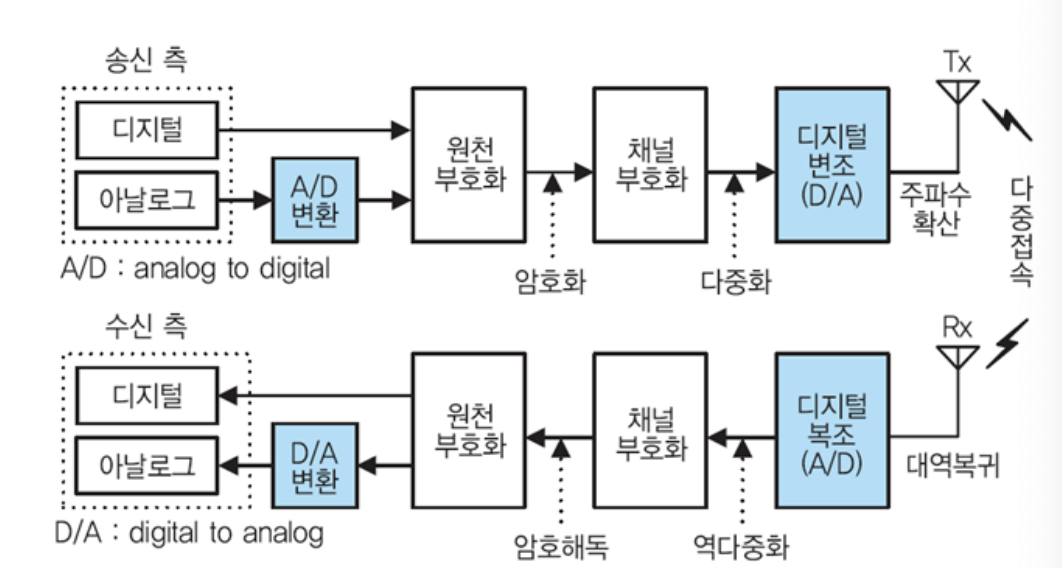 송신 측
Tx
디지털
아날로그
A/D
변환
원천
부호화
채널
부호화
디지털
변조
(D/A)
주파수
확산
다중접속
A/D : analog to digital
암호화
다중화
수신 측
Rx
디지털
아날로그
D/A
변환
원천
부호화
채널
부호화
디지털
복조
(A/D)
대역복귀
D/A : digital to analog
암호해독
역다중화